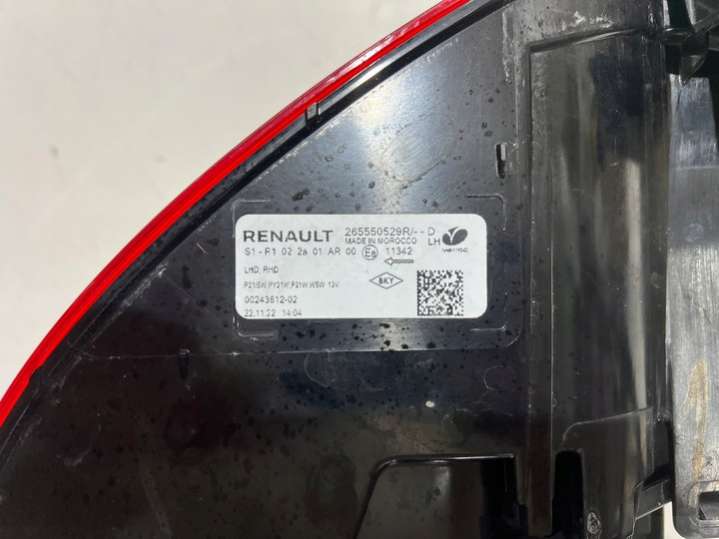 RENAULT 265550529R/--D
MADE IN MOROCCO LH
S1-R1 02 2a 01 AR 00 E6 11342
LHD, RHD
P21/5W,PY21W,P21W,W5W 12V
SKY
00243612-02
22.11.22 14:04